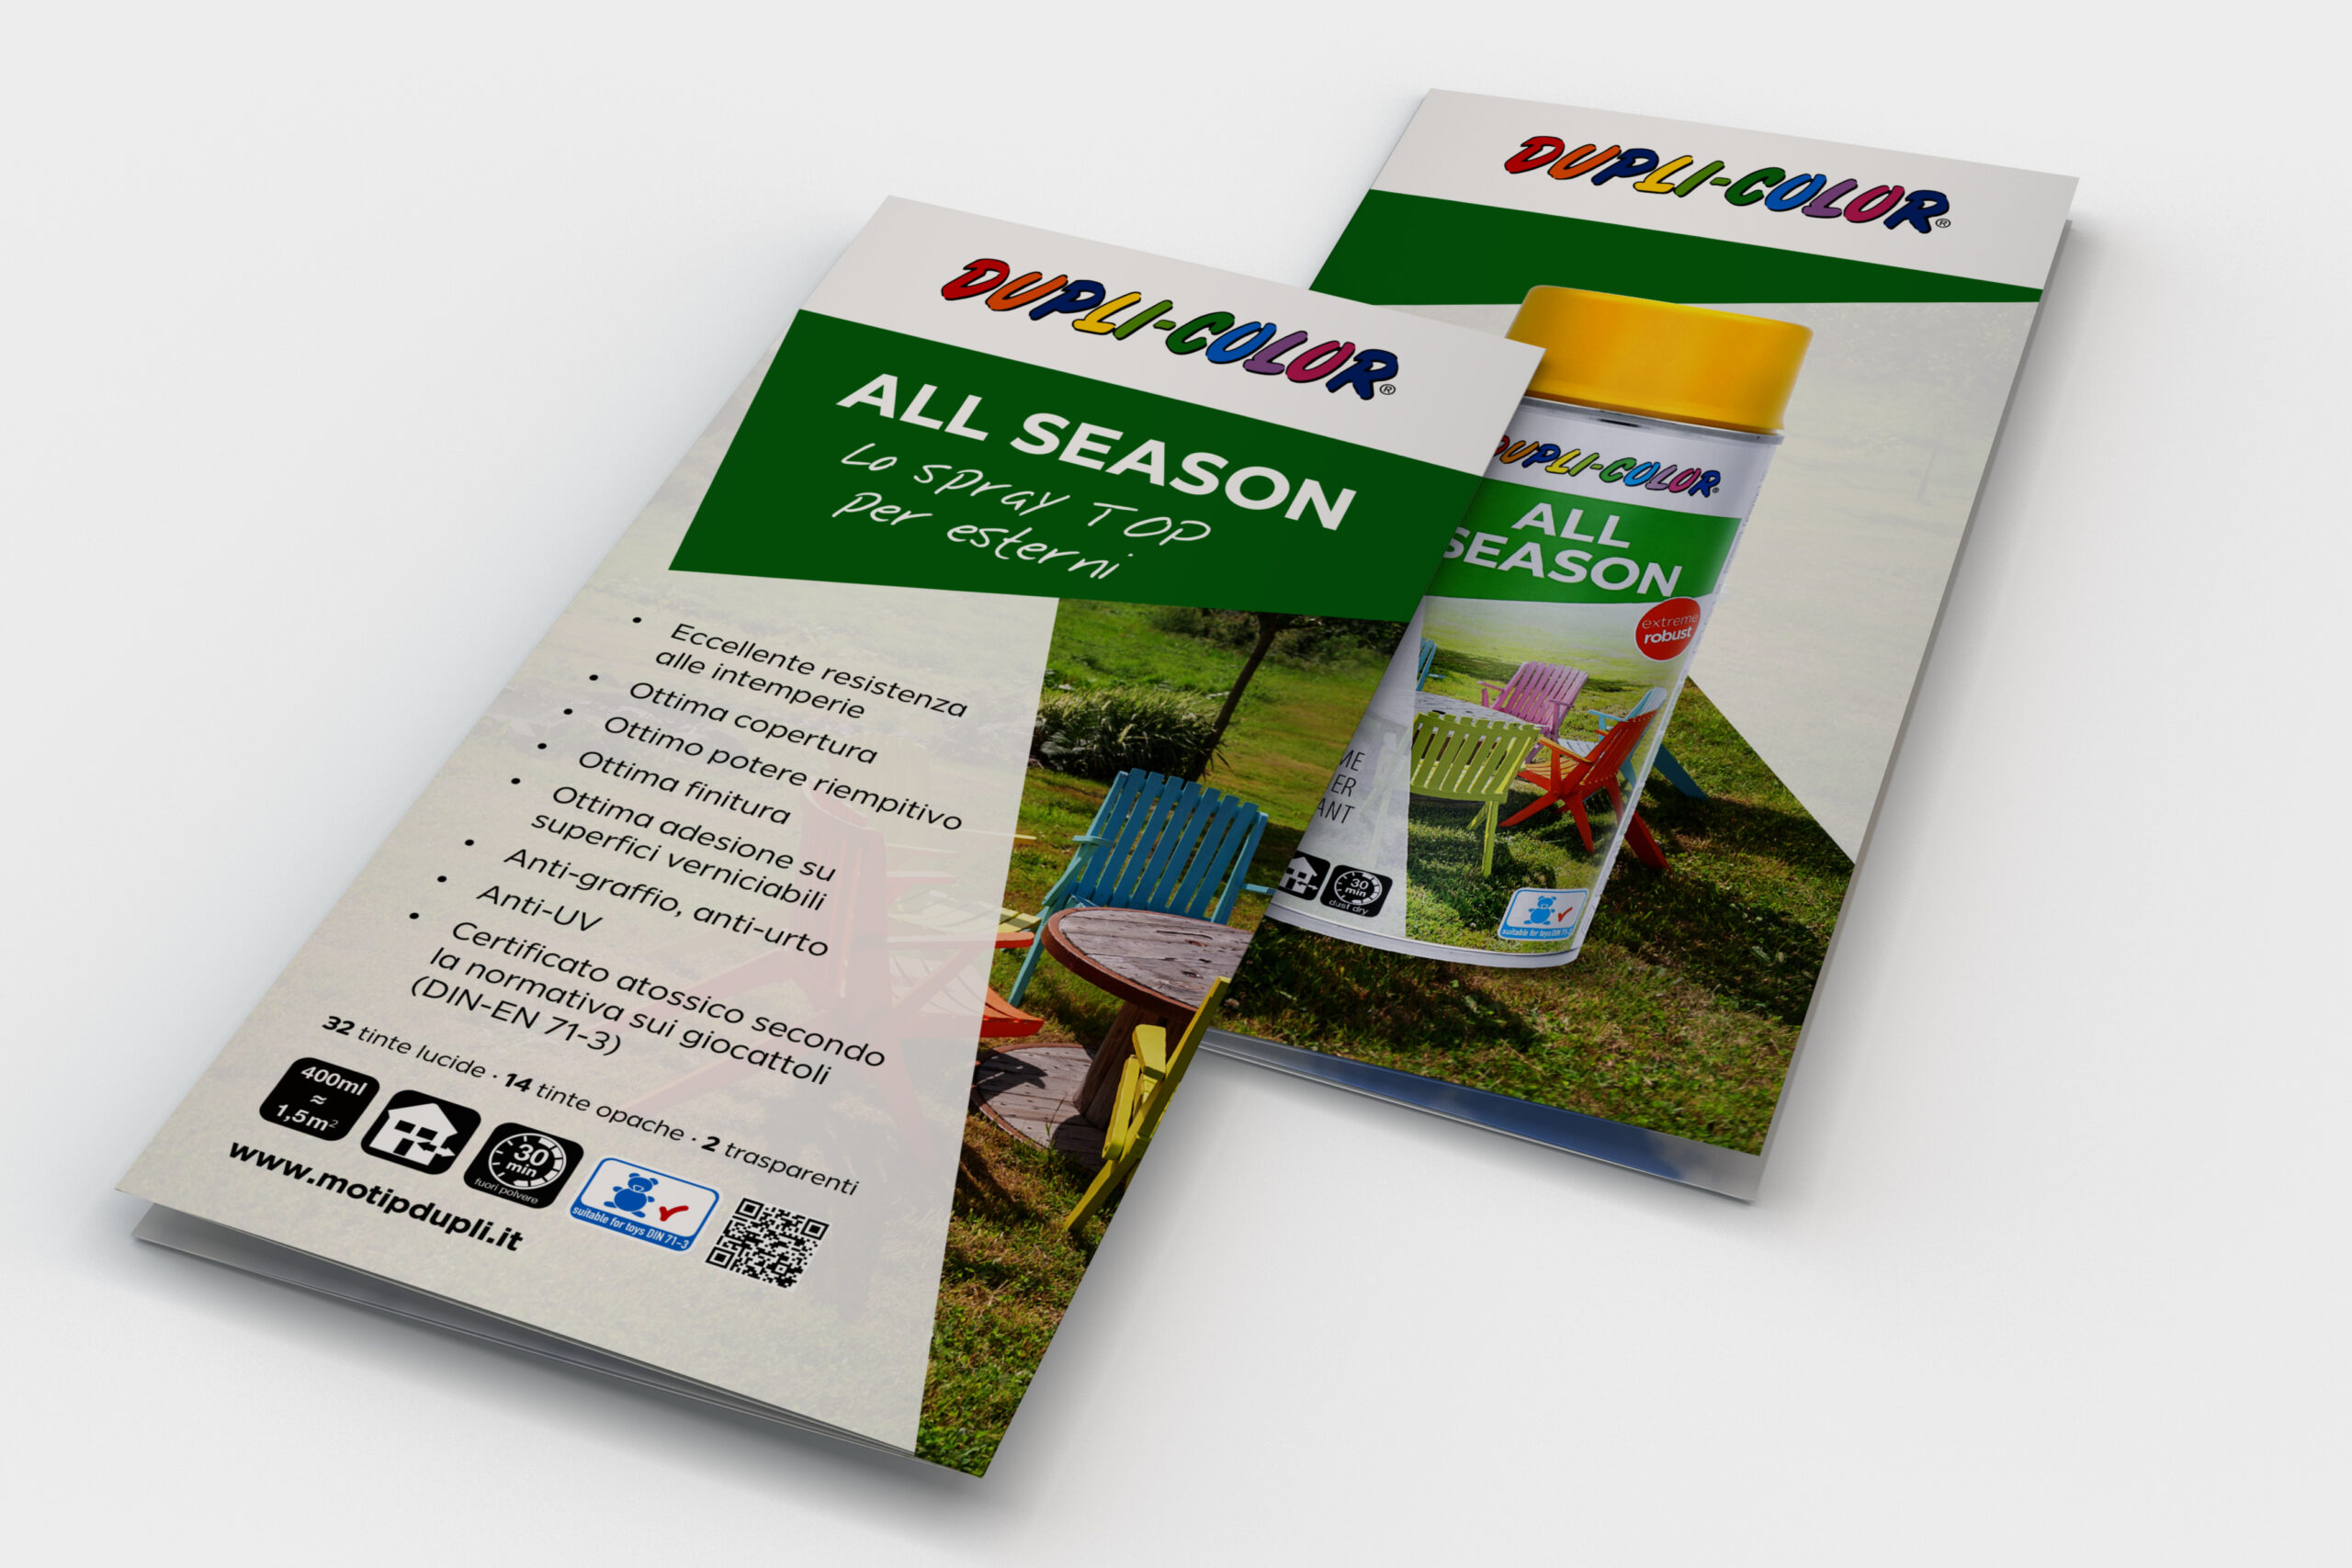 DUPLI-COLOR®
ALL SEASON
Lo spray TOP
per esterni
• Eccellente resistenza
alle intemperie
• Ottima copertura
• Ottimo potere riempitivo
• Ottima finitura
• Ottima adesione su
superfici verniciabili
• Anti-graffio, anti-urto
• Anti-UV
• Certificato atossico secondo
la normativa sui giocattoli
(DIN-EN 71-3)
32 tinte lucide · 14 tinte opache · 2 trasparenti
400ml
≈
1,5m²
30
min
fuori polvere
suitable for toys DIN 71-3
www.motipdupli.it
DUPLI-COLOR®
DUPLI-COLOR®
ALL
SEASON
extreme
robust
30
min
dust dry
suitable for toys DIN 71-3